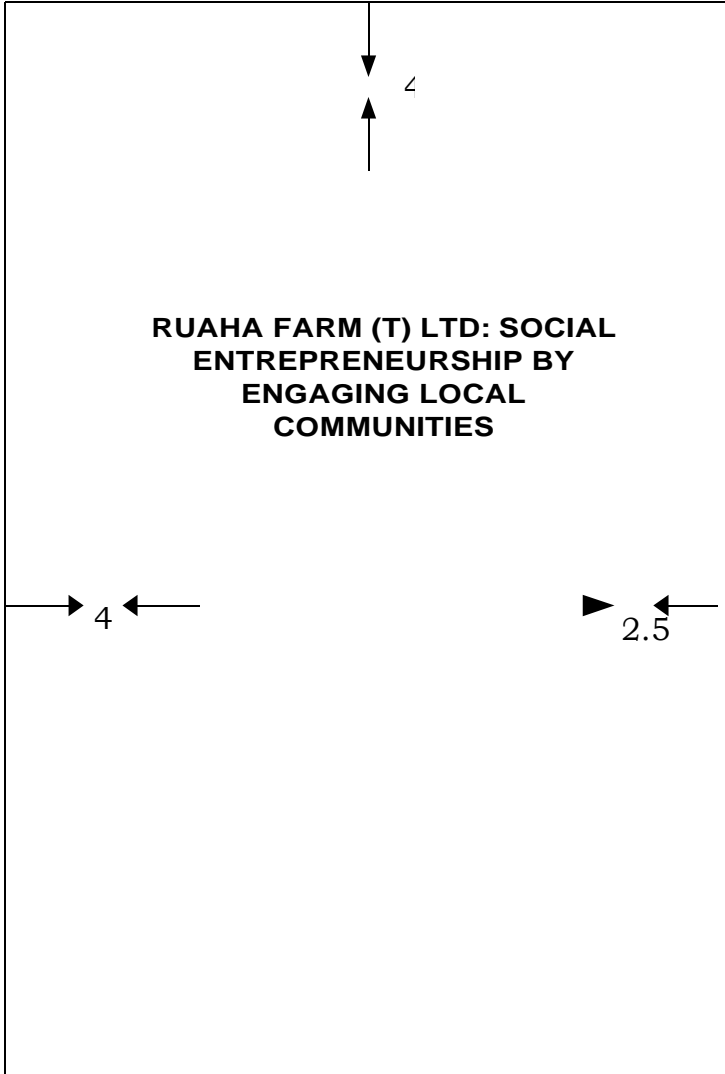 4
RUAHA FARM (T) LTD: SOCIAL
ENTREPRENEURSHIP BY
ENGAGING LOCAL
COMMUNITIES
4
2.5